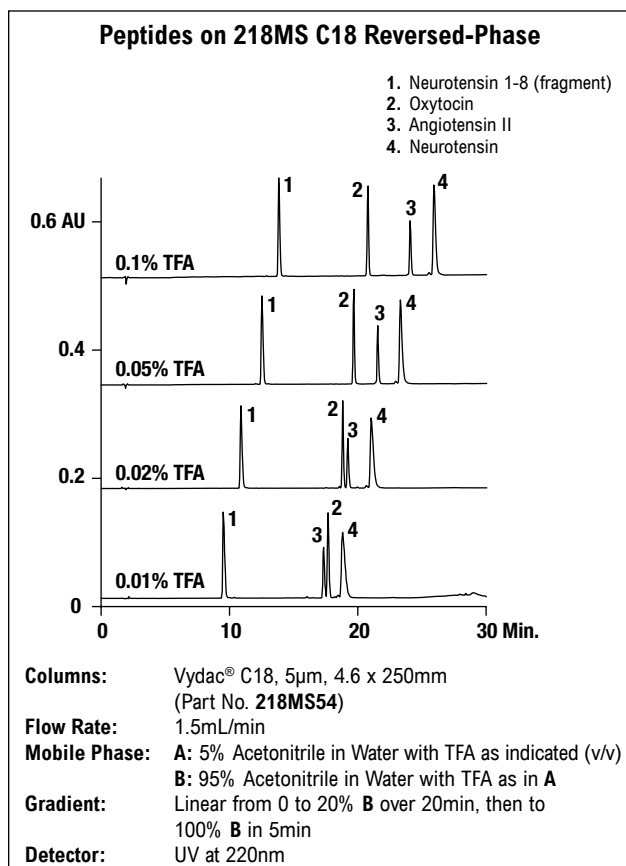 Peptides on 218MS C18 Reversed-Phase
1. Neurotensin 1-8 (fragment)
2. Oxytocin
3. Angiotensin II
4. Neurotensin
1
2
3
4
0.6 AU
0.1% TFA
1
2
3
4
0.4
0.05% TFA
1
2
3
4
0.2
0.02% TFA
1
3
2
4
0.01% TFA
0
0
10
20
30 Min.
Columns: Vydac® C18, 5µm, 4.6 x 250mm
(Part No. 218MS54)
Flow Rate: 1.5mL/min
Mobile Phase: A: 5% Acetonitrile in Water with TFA as indicated (v/v)
B: 95% Acetonitrile in Water with TFA as in A
Gradient: Linear from 0 to 20% B over 20min, then to
100% B in 5min
Detector: UV at 220nm